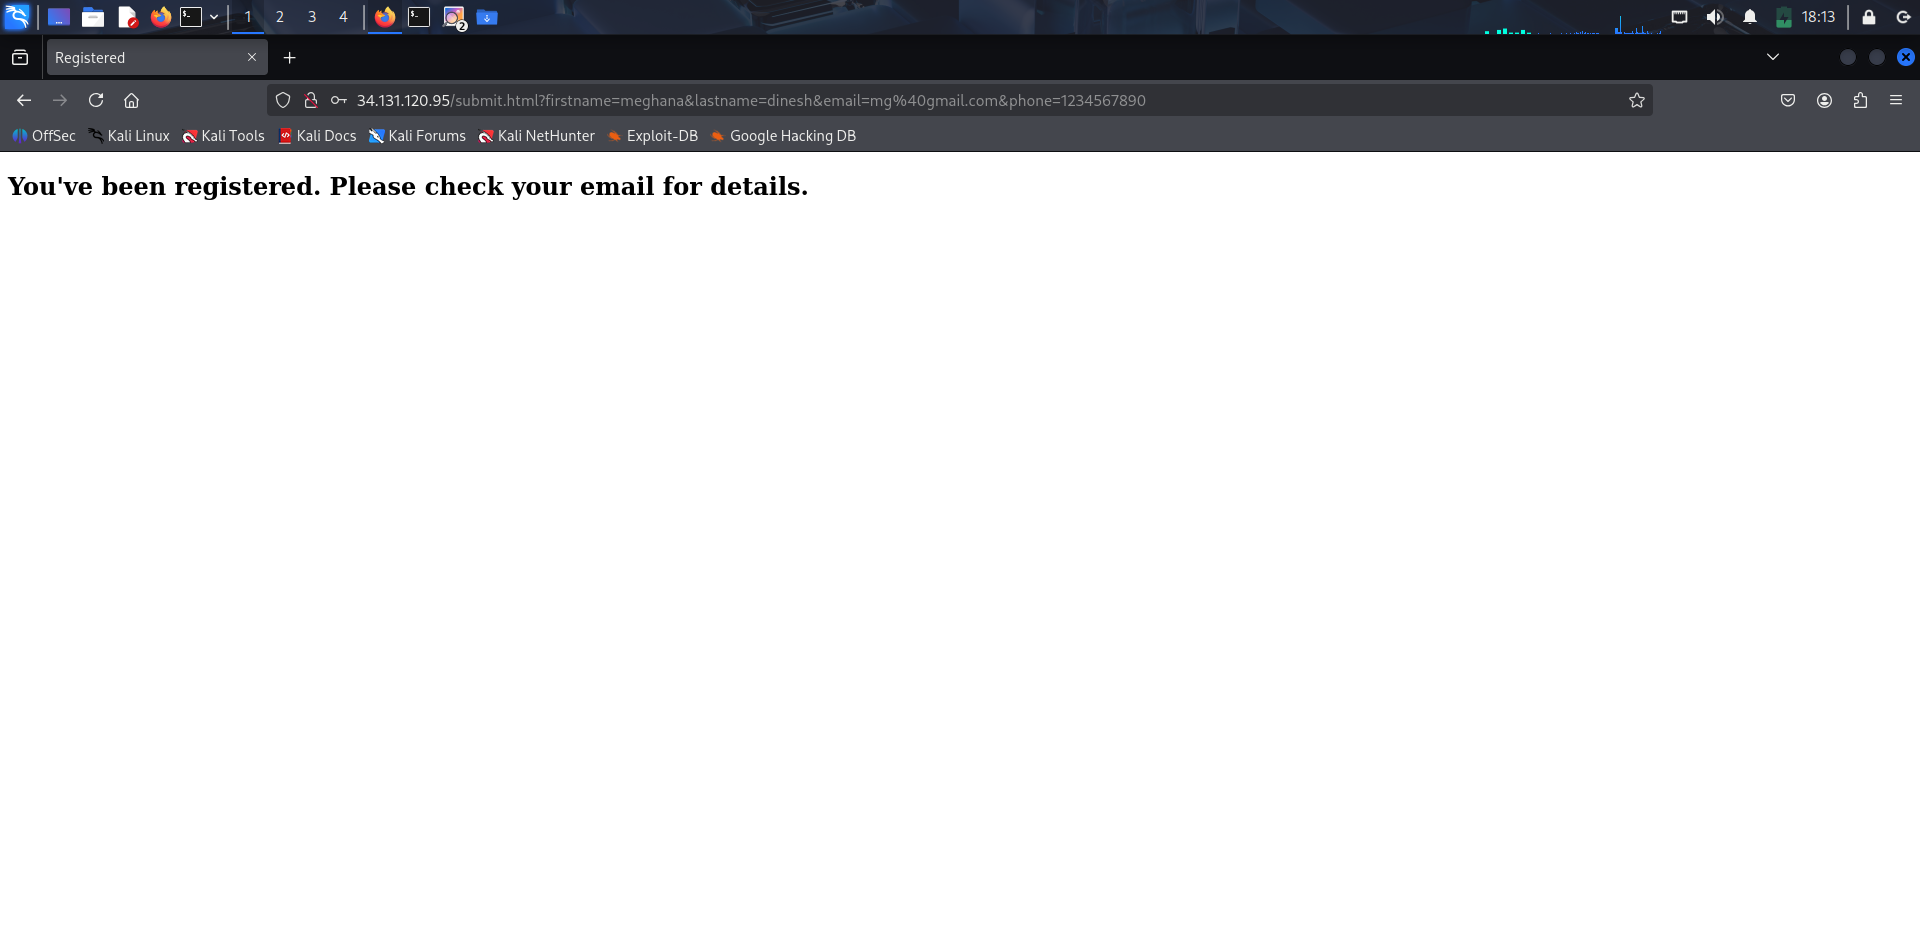 1 2 3 4 2 18:13
Registered
34.131.120.95/submit.html?firstname=meghana&lastname=dinesh&email=mg%40gmail.com&phone=1234567890
OffSec Kali Linux Kali Tools Kali Docs Kali Forums Kali NetHunter Exploit-DB Google Hacking DB
You've been registered. Please check your email for details.